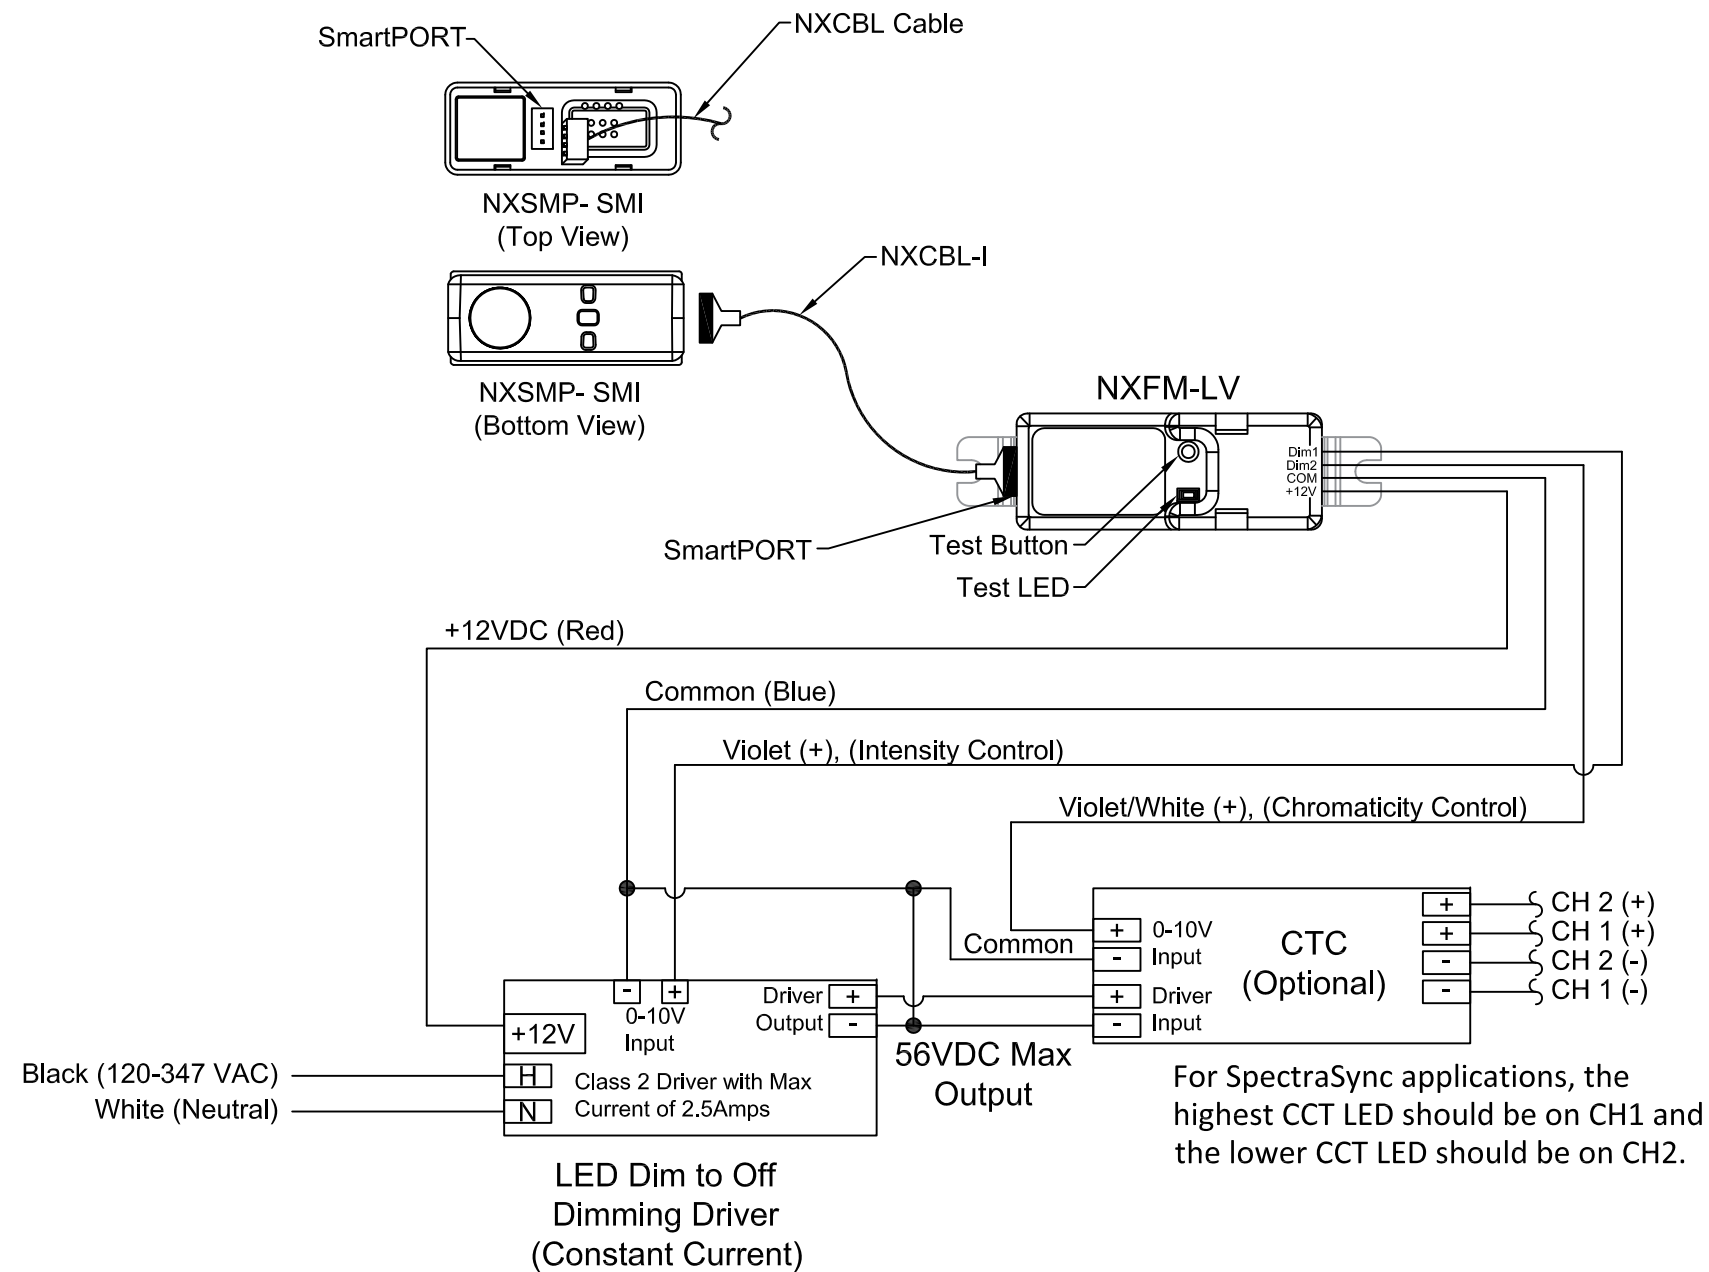 NXCBL Cable
SmartPORT
NXSMP- SMI
(Top View)
NXCBL-I
NXSMP- SMI
(Bottom View)
NXFM-LV
Dim1
Dim2
COM
+12V
SmartPORT
Test Button
Test LED
+12VDC (Red)
Common (Blue)
Violet (+), (Intensity Control)
Violet/White (+), (Chromaticity Control)
+ 0-10V
- Input
Common
+ Driver
- Input
CTC
(Optional)
+ CH 2 (+)
+ CH 1 (+)
- CH 2 (-)
- CH 1 (-)
- +
0-10V
Input
Driver +
Output -
+12V
H
N
Class 2 Driver with Max
Current of 2.5Amps
Black (120-347 VAC)
White (Neutral)
56VDC Max
Output
For SpectraSync applications, the
highest CCT LED should be on CH1 and
the lower CCT LED should be on CH2.
LED Dim to Off
Dimming Driver
(Constant Current)